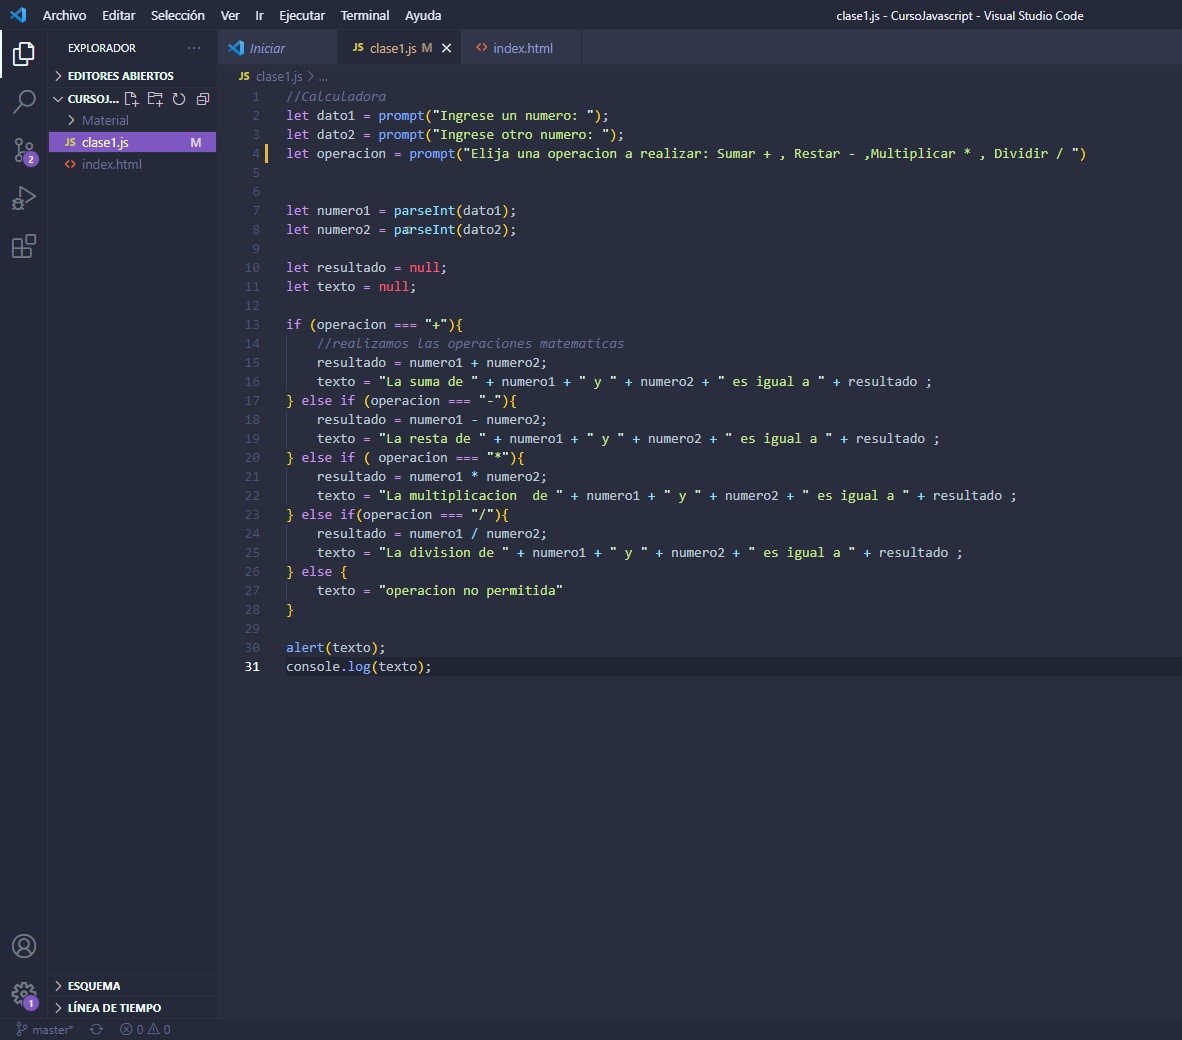 Archivo Editar Selección Ver Ir Ejecutar Terminal Ayuda clase1.js - CursoJavascript - Visual Studio Code
EXPLORADOR ···
EDITORES ABIERTOS
CURSOJ...
Material
JS clase1.js M
<> index.html
Iniciar
JS clase1.js M ×
<> index.html
JS clase1.js > ...
1 //Calculadora
2 let dato1 = prompt("Ingrese un numero: ");
3 let dato2 = prompt("Ingrese otro numero: ");
4 let operacion = prompt("Elija una operacion a realizar: Sumar + , Restar - ,Multiplicar * , Dividir / ")
5
6
7 let numero1 = parseInt(dato1);
8 let numero2 = parseInt(dato2);
9
10 let resultado = null;
11 let texto = null;
12
13 if (operacion === "+"){
14     //realizamos las operaciones matematicas
15     resultado = numero1 + numero2;
16     texto = "La suma de " + numero1 + " y " + numero2 + " es igual a " + resultado ;
17 } else if (operacion === "-"){
18     resultado = numero1 - numero2;
19     texto = "La resta de " + numero1 + " y " + numero2 + " es igual a " + resultado ;
20 } else if ( operacion === "*"){
21     resultado = numero1 * numero2;
22     texto = "La multiplicacion  de " + numero1 + " y " + numero2 + " es igual a " + resultado ;
23 } else if(operacion === "/"){
24     resultado = numero1 / numero2;
25     texto = "La division de " + numero1 + " y " + numero2 + " es igual a " + resultado ;
26 } else {
27     texto = "operacion no permitida"
28 }
29
30 alert(texto);
31 console.log(texto);
2
1
ESQUEMA
LÍNEA DE TIEMPO
master* 0 0